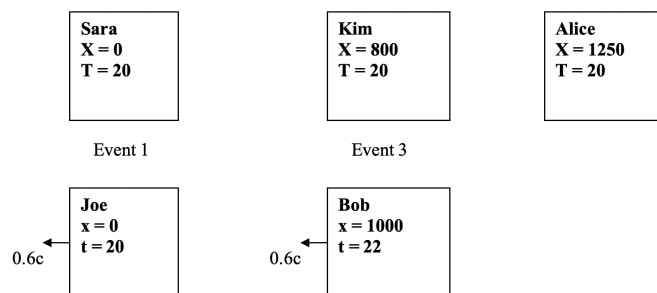 Sara
X = 0
T = 20
Kim
X = 800
T = 20
Alice
X = 1250
T = 20
Event 1
Event 3
Joe
x = 0
t = 20
0.6c
Bob
x = 1000
t = 22
0.6c